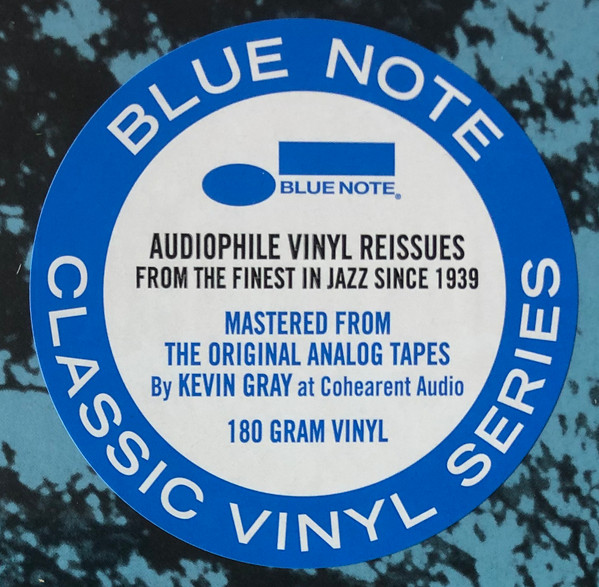 BLUE NOTE
BLUE NOTE®
AUDIOPHILE VINYL REISSUES
FROM THE FINEST IN JAZZ SINCE 1939
MASTERED FROM
THE ORIGINAL ANALOG TAPES
By KEVIN GRAY at Cohearent Audio
180 GRAM VINYL
CLASSIC VINYL SERIES